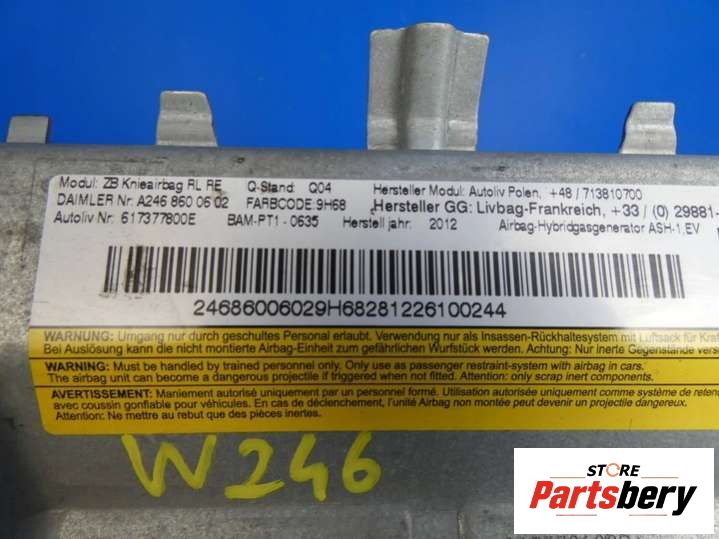 Modul: ZB Knieairbag RL RE Q-Stand: Q04 Hersteller Modul: Autoliv Polen, +48 / 713810700
DAIMLER Nr: A246 860 06 02 FARBCODE: 9H68 Hersteller GG: Livbag-Frankreich, +33 / (0) 29881-
Autoliv Nr: 617377800E BAM-PT1 - 0635 Herstelljahr: 2012 Airbag-Hybridgasgenerator ASH-1,EV
24686006029H68281226100244
WARNUNG: Umgang nur durch geschultes Personal erlaubt. Verwendung nur als Insassen-Rückhaltesystem mit Luftsack für Kraf
Bei Auslösung kann die nicht montierte Airbag-Einheit zum gefährlichen Wurfstück werden. Achtung: Nur inerte Gegenstände vers
WARNING: Must be handled by trained personnel only. Only use as passenger restraint-system with airbag in cars.
The airbag unit can become a dangerous projectile if triggered when not fitted. Attention: only scrap inert components.
AVERTISSEMENT: Maniement autorisé uniquement par un personnel formé. Utilisation autorisée uniquement comme système de reten
avec coussin gonflable pour véhicules. En cas de déclenchement, l'unité Airbag non montée peut devenir un projectile dangereux.
Attention: Ne mettre au rebut que des pièces inertes.
W246
STORE
Partsbery